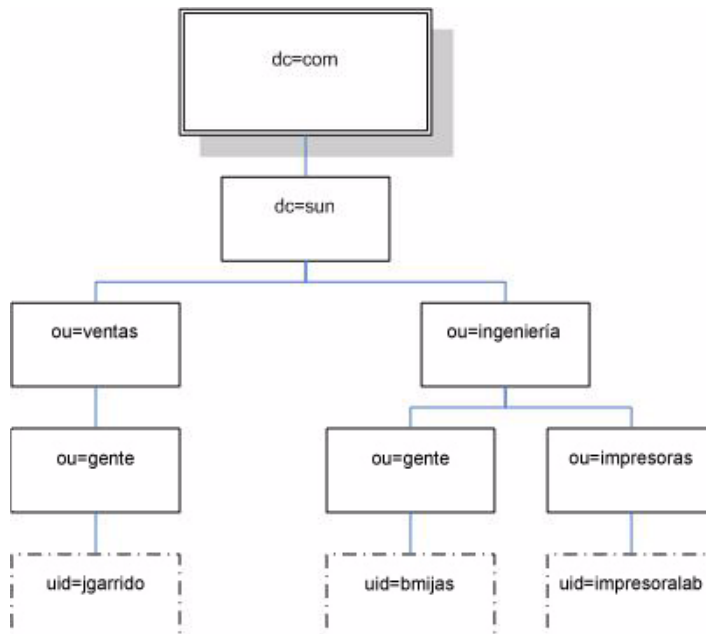 dc=com
dc=sun
ou=ventas
ou=ingeniería
ou=gente
ou=gente
ou=impresoras
uid=jgarrido
uid=bmijas
uid=impresoralab